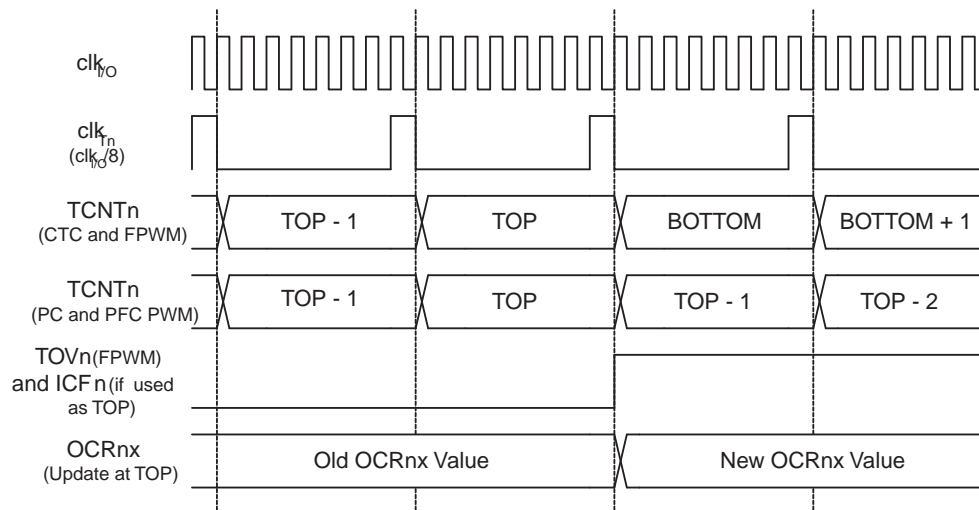 clkI/O
clkTn
(clkI/O/8)
TCNTn
(CTC and FPWM)
TOP - 1
TOP
BOTTOM
BOTTOM + 1
TCNTn
(PC and PFC PWM)
TOP - 1
TOP
TOP - 1
TOP - 2
TOVn(FPWM)
and ICFn(if used
as TOP)
OCRnx
(Update at TOP)
Old OCRnx Value
New OCRnx Value